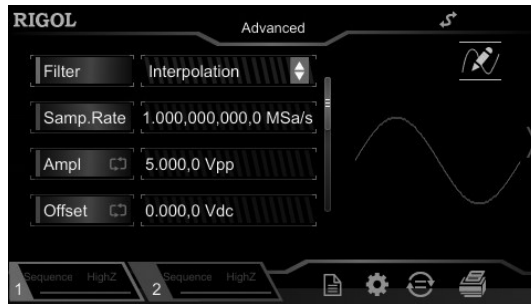 RIGOL
Advanced
Filter Interpolation
Samp.Rate 1.000,000,000,0 MSa/s
Ampl 5.000,0 Vpp
Offset 0.000,0 Vdc
Sequence HighZ Sequence HighZ
1 2